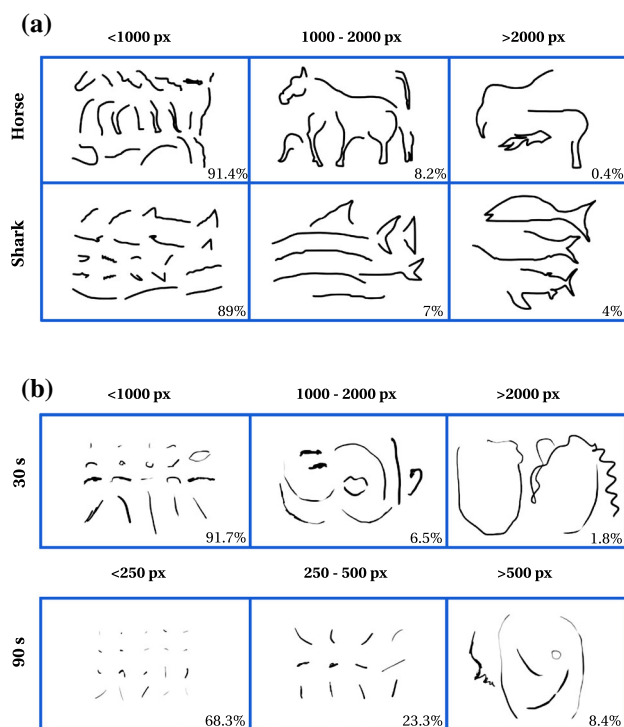 (a)
<1000 px 1000 - 2000 px >2000 px
Horse
91.4% 8.2% 0.4%
Shark
89% 7% 4%
(b)
<1000 px 1000 - 2000 px >2000 px
30 s
91.7% 6.5% 1.8%
<250 px 250 - 500 px >500 px
90 s
68.3% 23.3% 8.4%